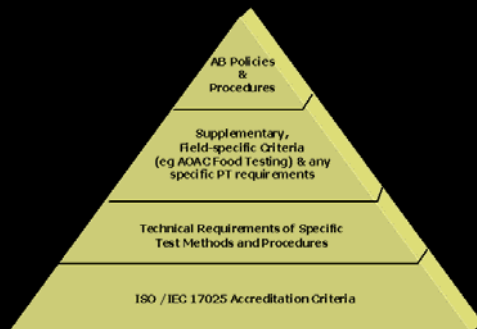 AB Policies
&
Procedures
Supplementary,
Field-specific Criteria
(eg AOAC Food Testing) & any
specific PT requirements
Technical Requirements of Specific
Test Methods and Procedures
ISO / IEC 17025 Accreditation Criteria